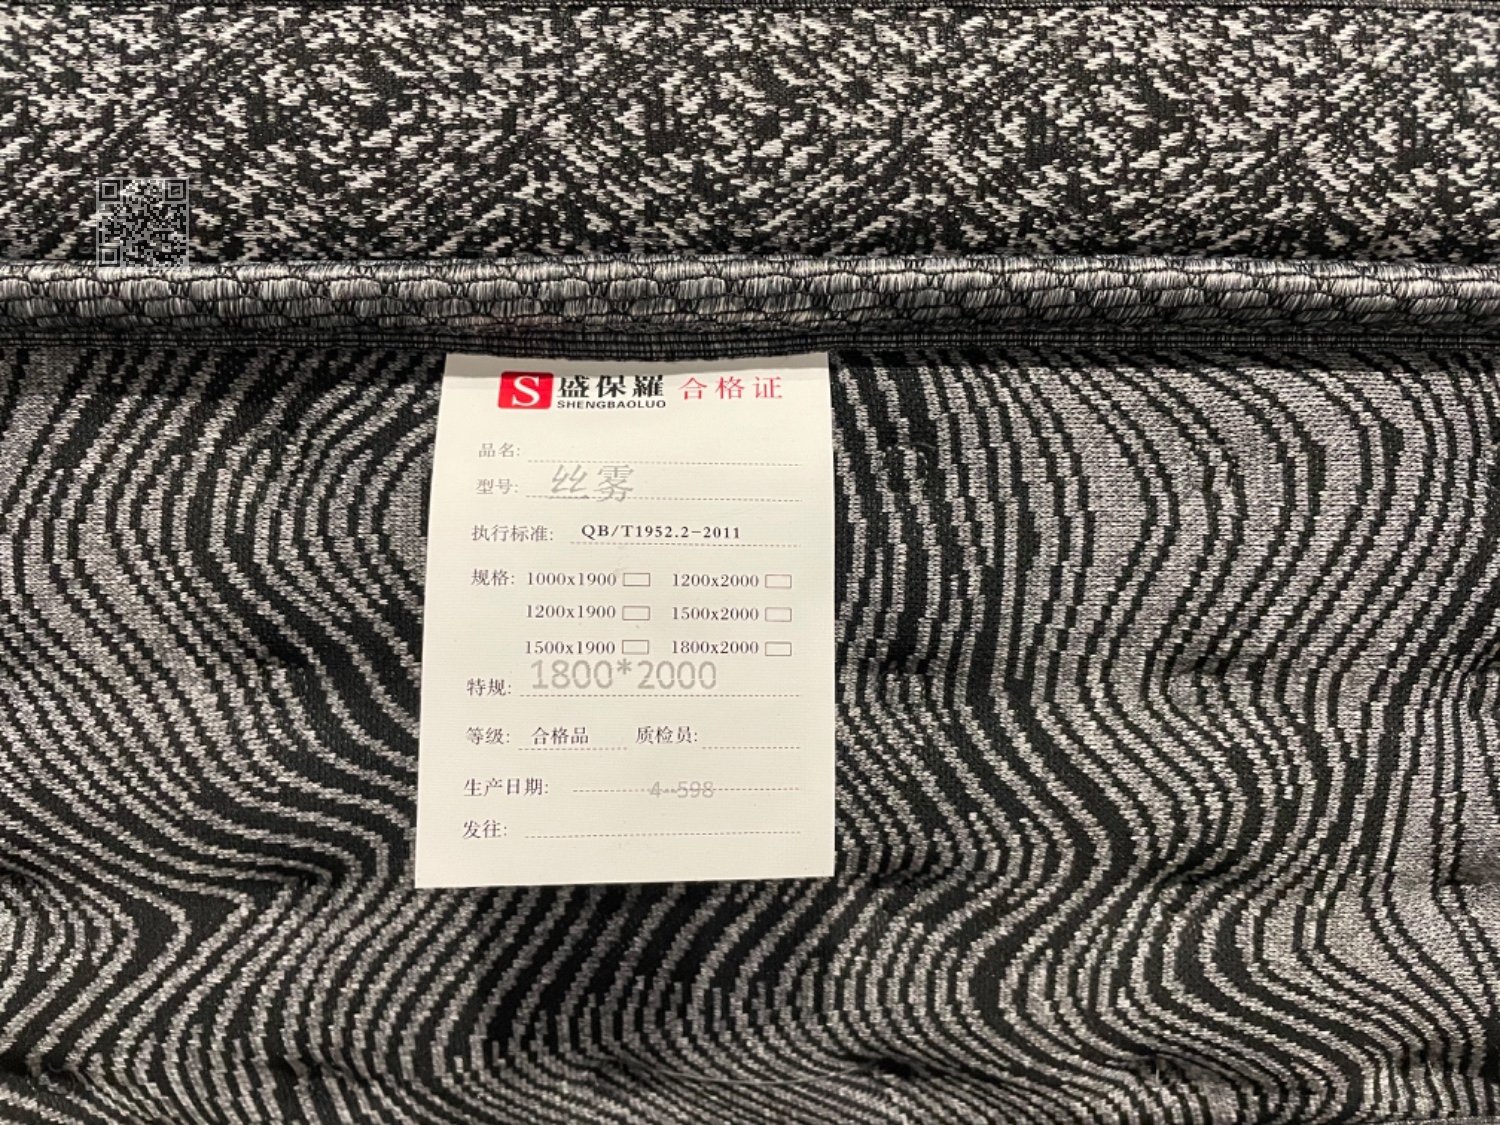 S 盛保羅 合格证
SHENGBAOLUO
品名:
型号: 丝雾
执行标准: QB/T1952.2-2011
规格: 1000x1900 1200x2000
1200x1900 1500x2000
1500x1900 1800x2000
特规: 1800*2000
等级: 合格品 质检员:
生产日期: 4--598
发往: